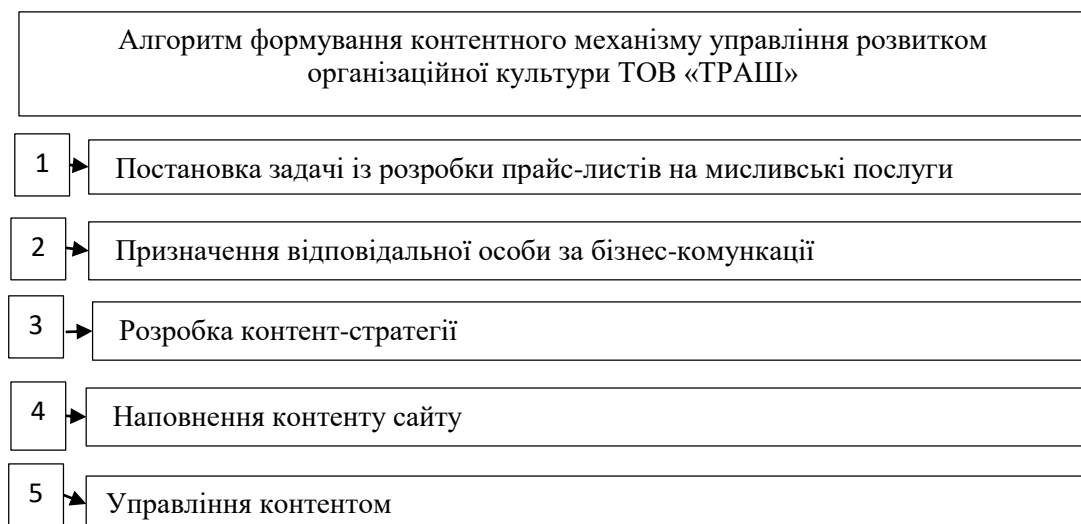 Алгоритм формування контентного механізму управління розвитком
організаційної культури ТОВ «ТРАШ»
1 Постановка задачі із розробки прайс-листів на мисливські послуги
2 Призначення відповідальної особи за бізнес-комункації
3 Розробка контент-стратегії
4 Наповнення контенту сайту
5 Управління контентом